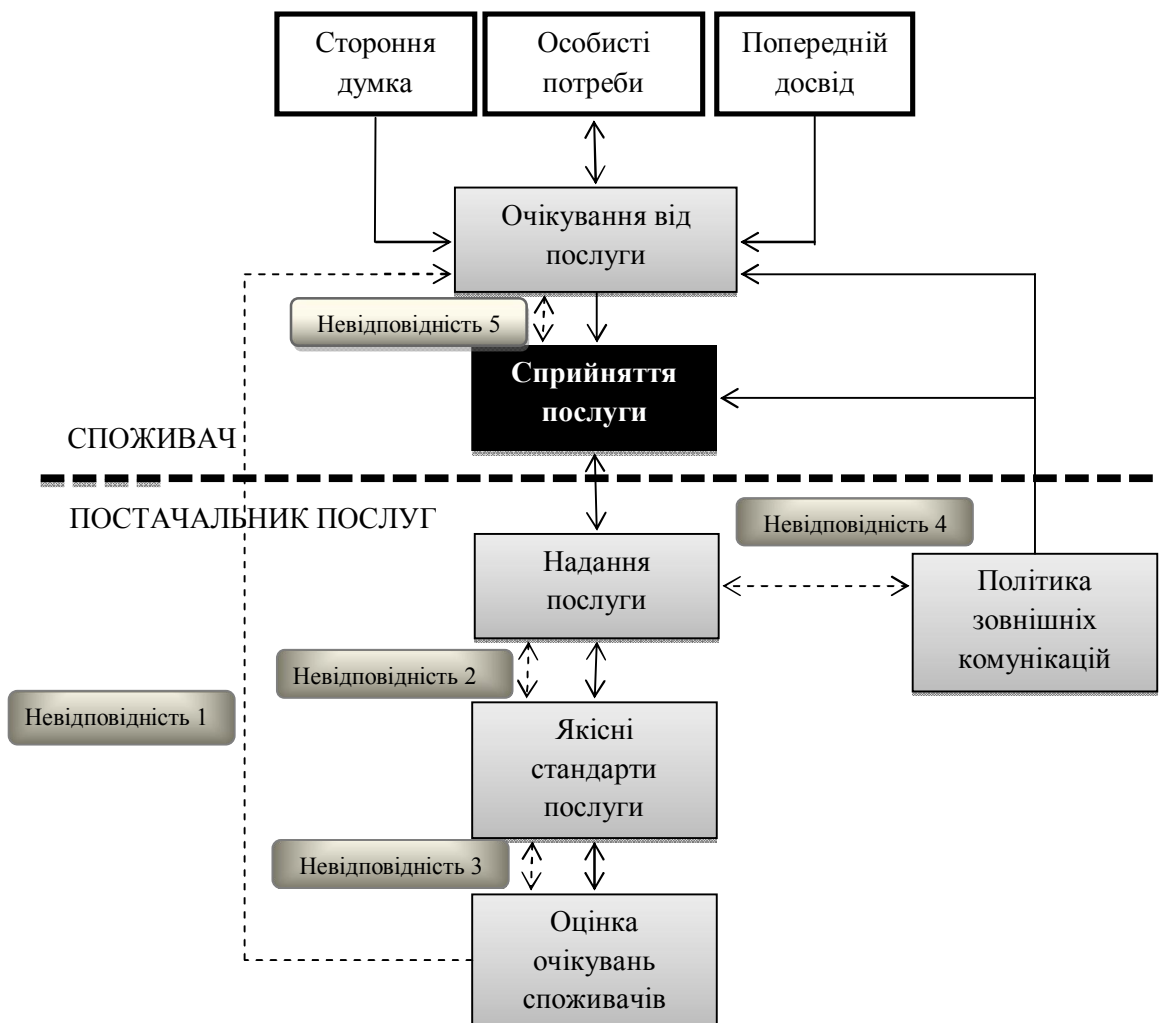 Стороння
думка
Особисті
потреби
Попередній
досвід
Очікування від
послуги
Невідповідність 5
Сприйняття
послуги
СПОЖИВАЧ
ПОСТАЧАЛЬНИК ПОСЛУГ
Невідповідність 4
Надання
послуги
Політика
зовнішніх
комунікацій
Невідповідність 2
Невідповідність 1
Якісні
стандарти
послуги
Невідповідність 3
Оцінка
очікувань
споживачів